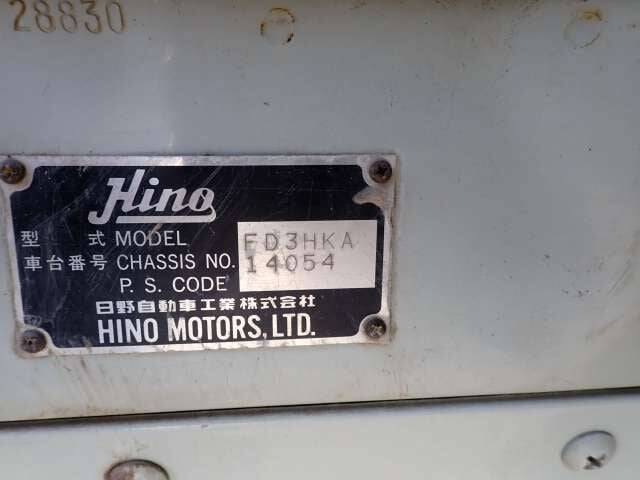 28830
Hino
型 式 MODEL FD3HKA
車台番号 CHASSIS NO. 14054
P. S. CODE
日野自動車工業株式会社
HINO MOTORS, LTD.